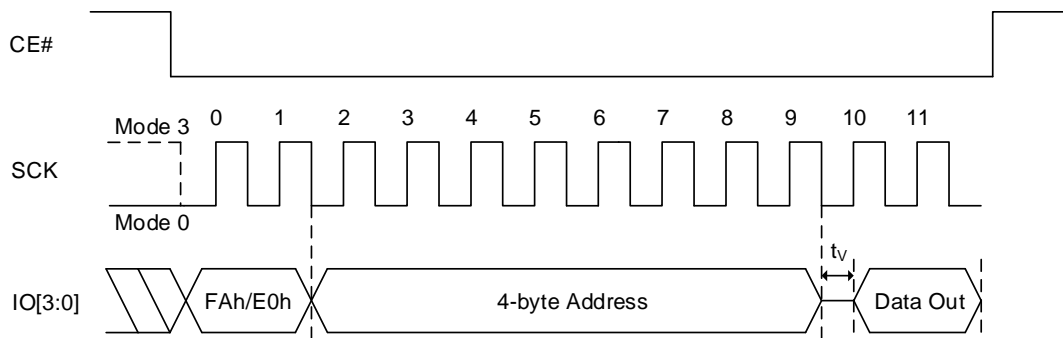 CE#
Mode 3 0 1 2 3 4 5 6 7 8 9 10 11
SCK
Mode 0
tV
IO[3:0] FAh/E0h 4-byte Address Data Out